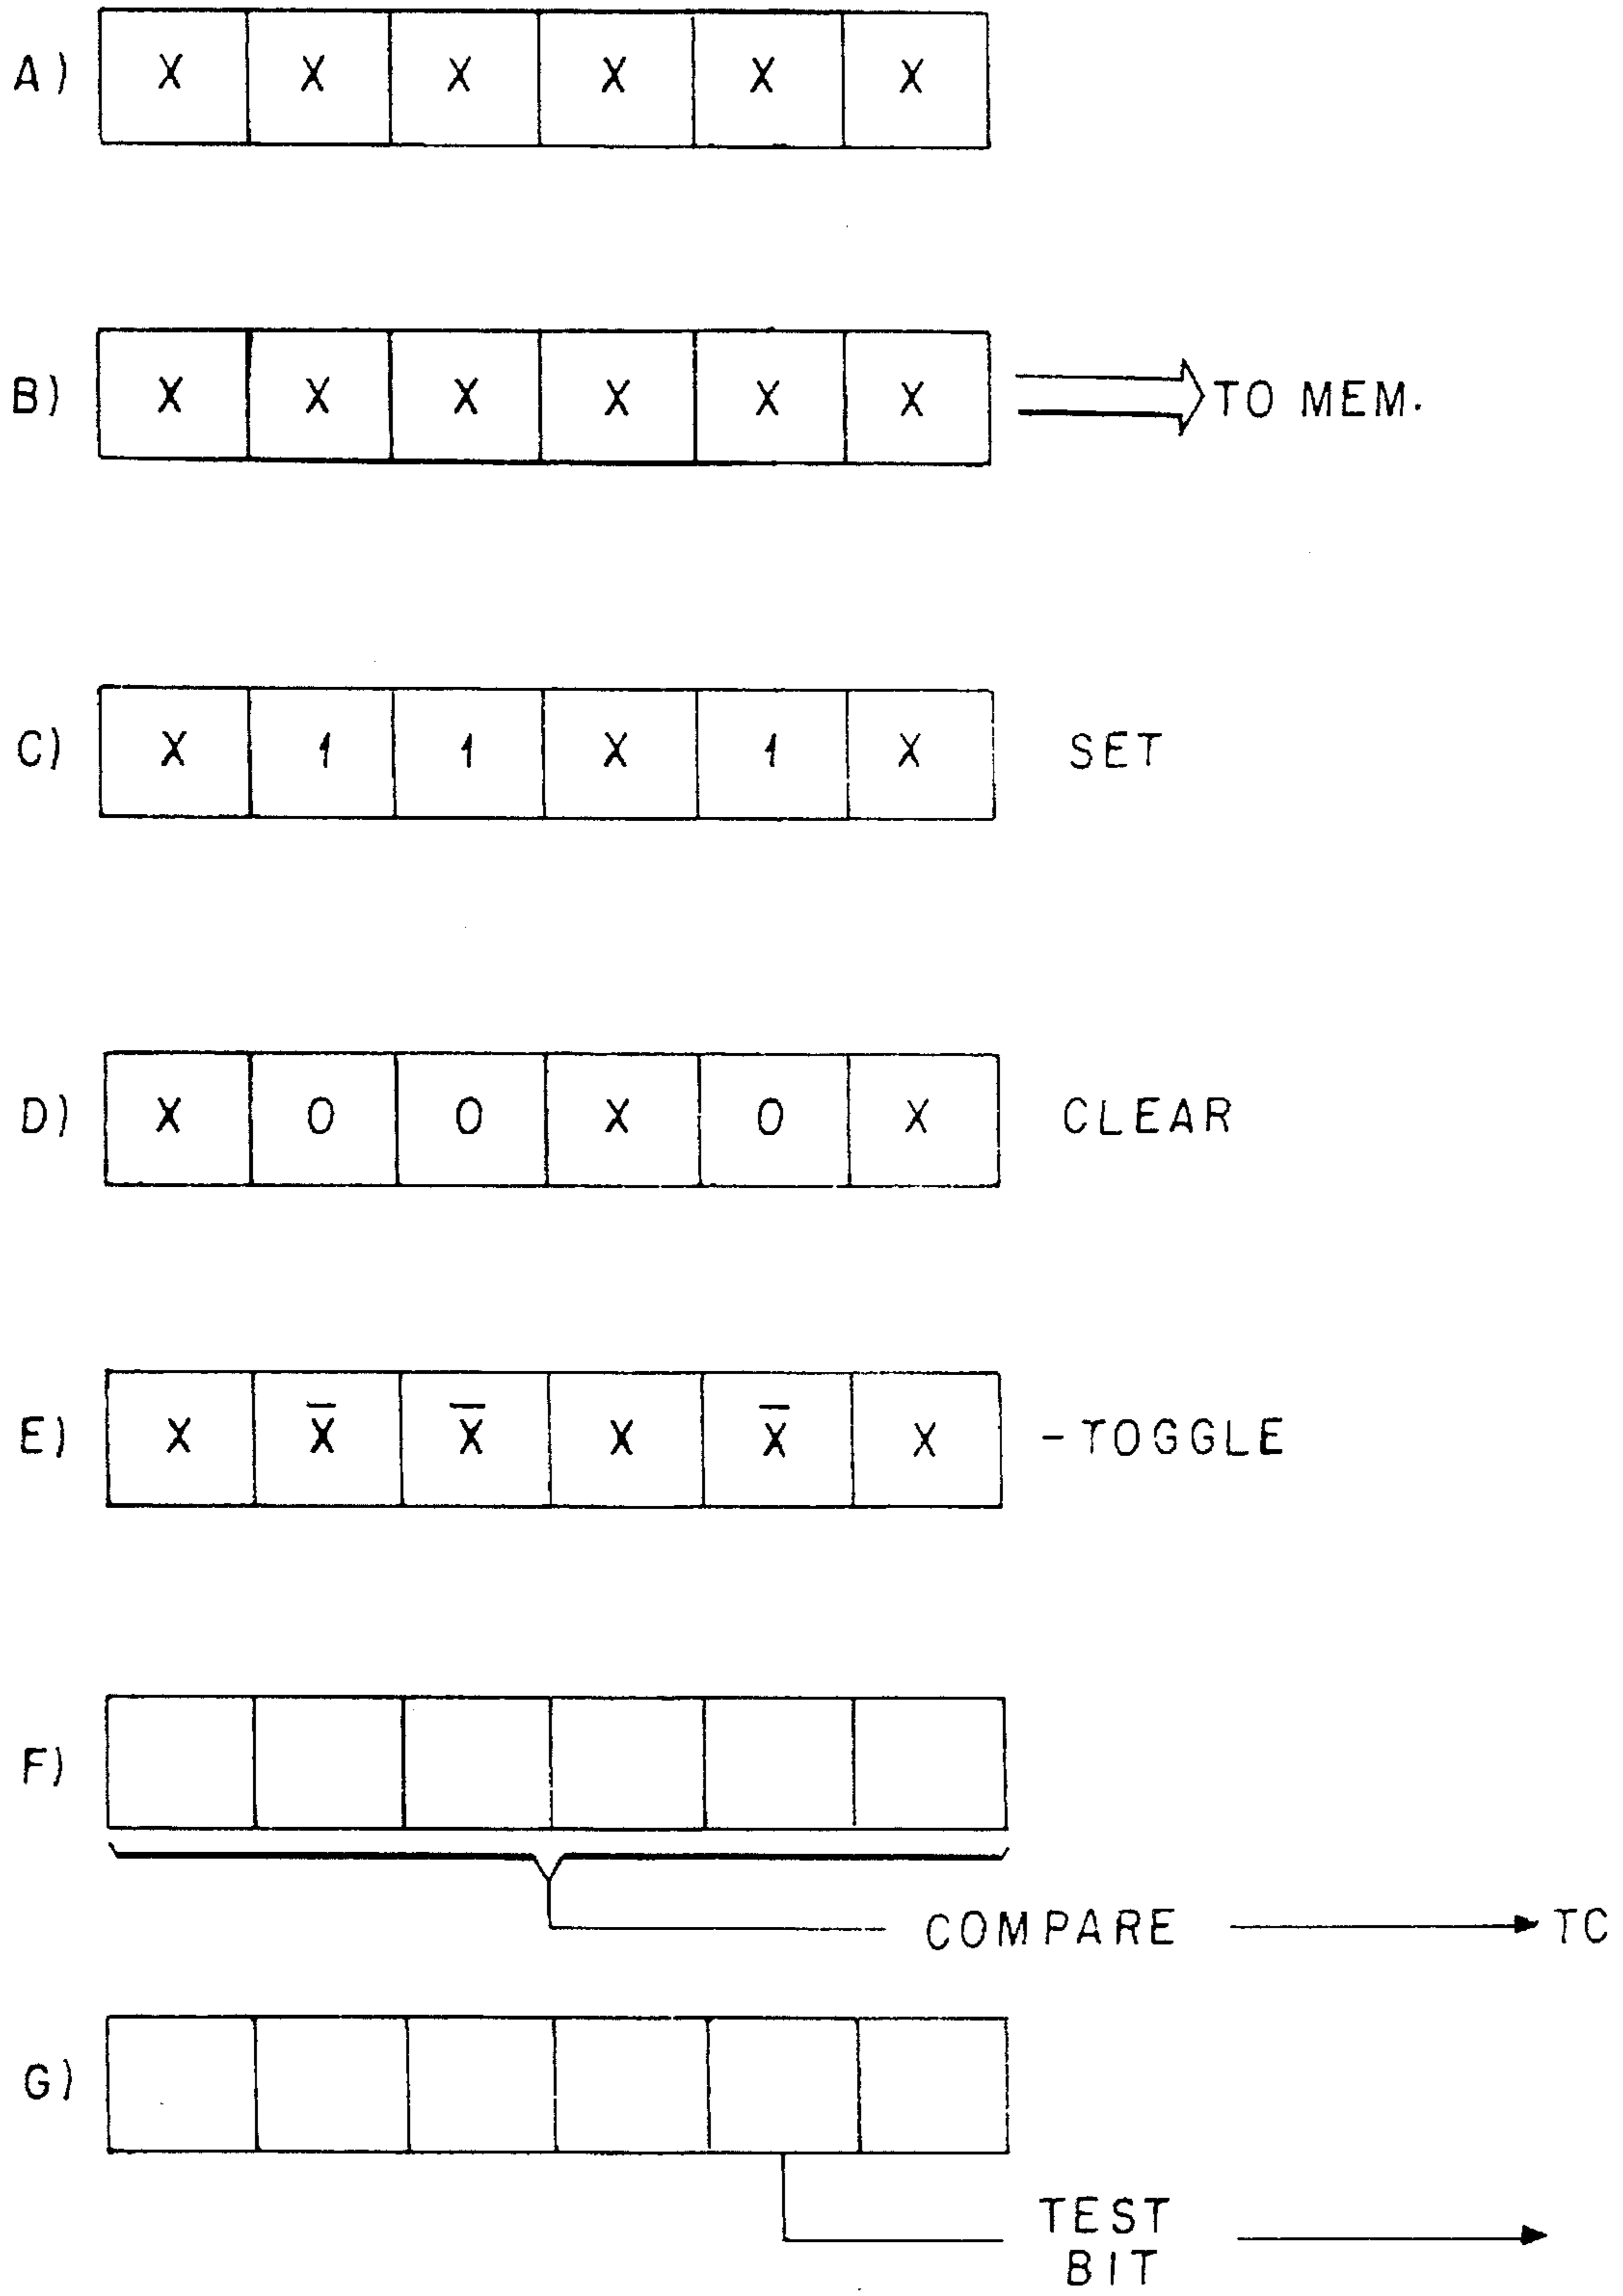 A) X X X X X X
B) X X X X X X TO MEM.
C) X 1 1 X 1 X SET
D) X 0 0 X 0 X CLEAR
E) X X̅ X̅ X X̅ X -TOGGLE
F)
COMPARE TC
G)
TEST
BIT